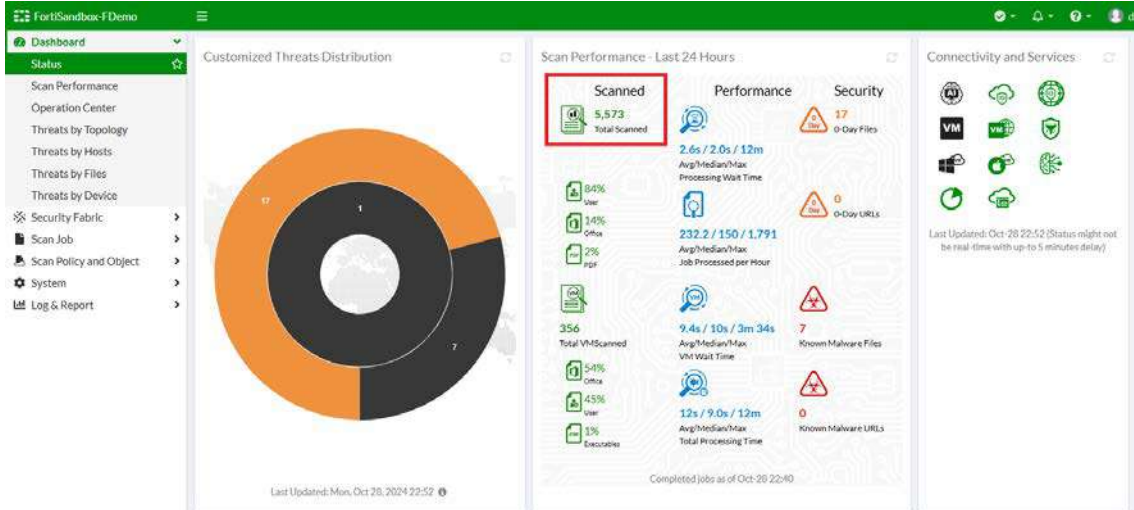 FortiSandbox-FDemo
Dashboard
Status
Scan Performance
Operation Center
Threats by Topology
Threats by Hosts
Threats by Files
Threats by Device
Security Fabric
Scan Job
Scan Policy and Object
System
Log & Report
Customized Threats Distribution
17
1
7
Last Updated: Mon, Oct 28, 2024 22:52
Scan Performance - Last 24 Hours
Scanned
5,573
Total Scanned
84%
User
14%
Office
2%
PDF
356
Total VMScanned
54%
Office
45%
User
1%
Executables
Performance
2.6s / 2.0s / 12m
Avg/Median/Max
Processing Wait Time
232.2 / 150 / 1,791
Avg/Median/Max
Job Processed per Hour
VM
9.4s / 10s / 3m 34s
Avg/Median/Max
VM Wait Time
12s / 9.0s / 12m
Avg/Median/Max
Total Processing Time
Security
0
Day
17
0-Day Files
0
Day
0
0-Day URLs
7
Known Malware Files
0
Known Malware URLs
Completed jobs as of Oct-28 22:40
Connectivity and Services
VM
VM
Last Updated: Oct-28 22:52 (Status might not
be real-time with up to 5 minutes delay)